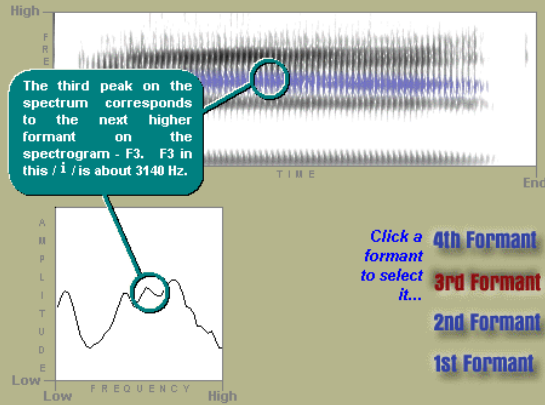 High
F R E
The third peak on the
spectrum corresponds
to the next higher
formant on the
spectrogram - F3. F3 in
this / i / is about 3140 Hz.
TIME
End
AMPLITUDE
Low
Low
FREQUENCY
High
Click a
formant
to select
it...
4th Formant
3rd Formant
2nd Formant
1st Formant